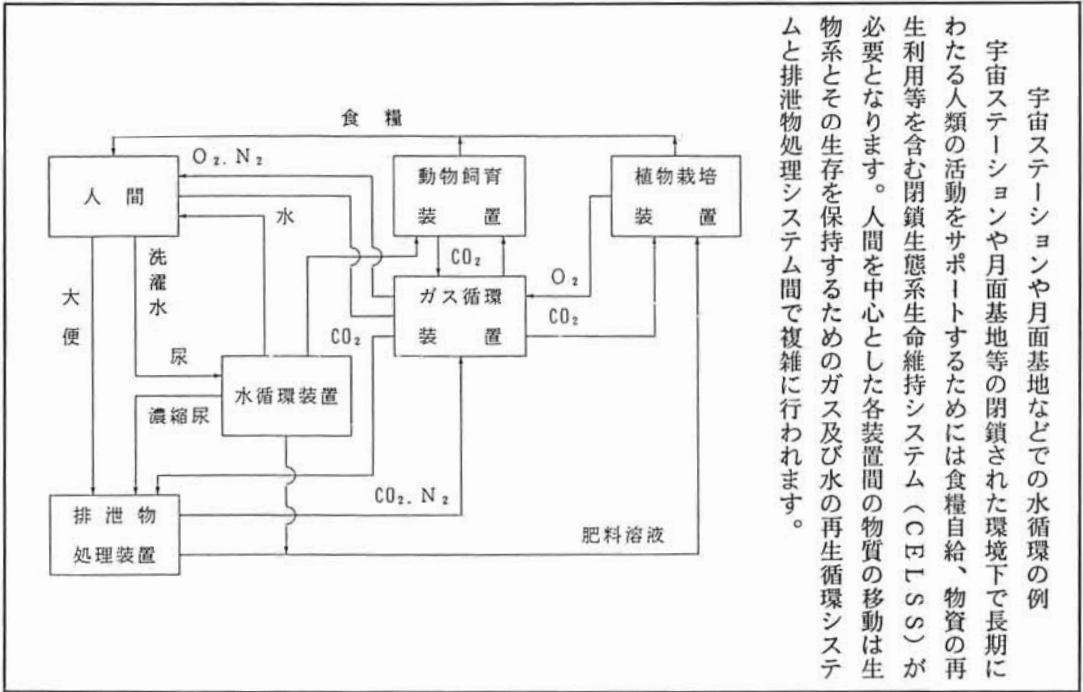 宇宙ステーションや月面基地などでの水循環の例
宇宙ステーションや月面基地等の閉鎖された環境下で長期に
わたる人類の活動をサポートするためには食糧自給、物資の再
生利用等を含む閉鎖生態系生命維持システム（ＣＥＬＳＳ）が
必要となります。人間を中心とした各装置間の物質の移動は生
物系とその生存を保持するためのガス及び水の再生循環システ
ムと排泄物処理システム間で複雑に行われます。
食糧
人間
O₂. N₂
水
動物飼育
装置
植物栽培
装置
洗濯水
大便
CO₂
ガス循環
装置
O₂
CO₂
CO₂
尿
水循環装置
濃縮尿
排泄物
処理装置
CO₂. N₂
肥料溶液